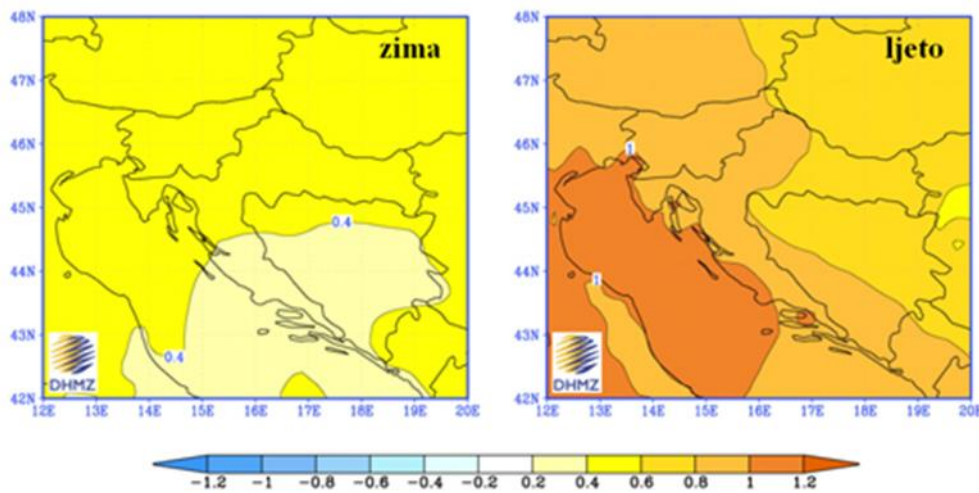 48N 48N
zima ljeto
47N 47N
46N 46N
1
45N 45N
0.4
44N 44N
1
43N 43N
0.4
DHMZ DHMZ
42N 42N
12E 13E 14E 15E 16E 17E 18E 19E 20E 12E 13E 14E 15E 16E 17E 18E 19E 20E
-1.2 -1 -0.8 -0.6 -0.4 -0.2 0.2 0.4 0.6 0.8 1 1.2